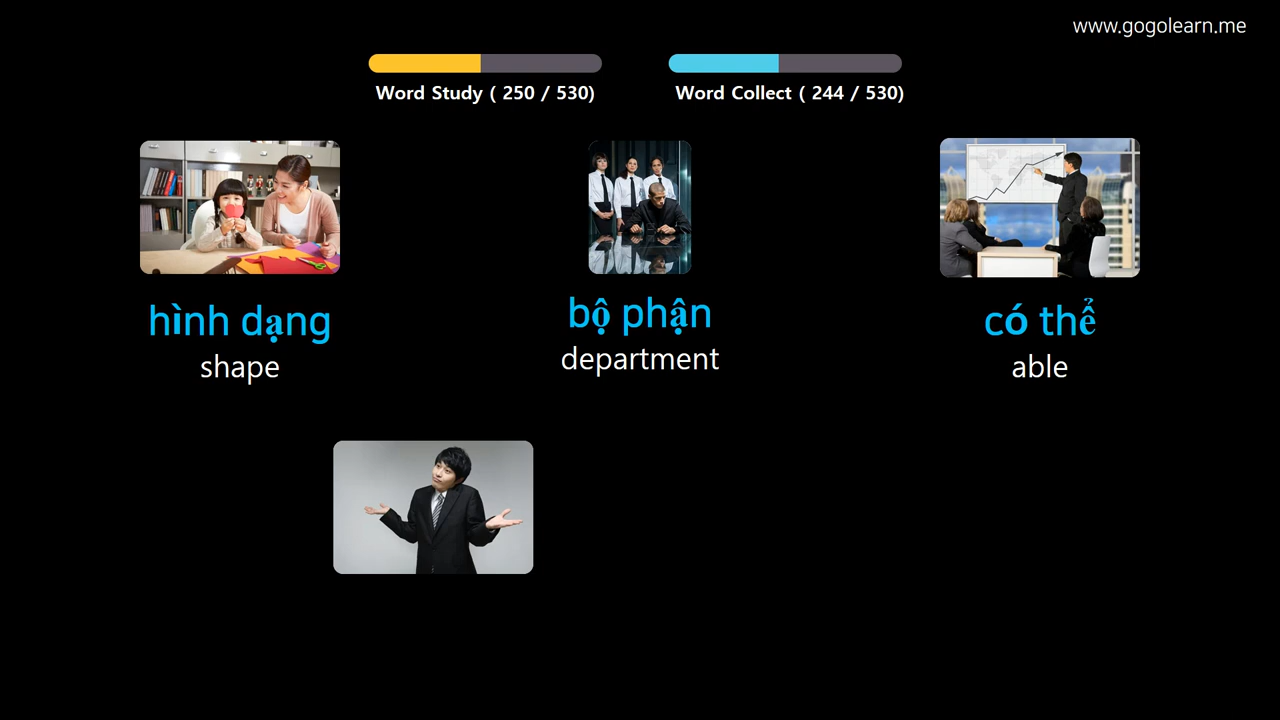 www.gogolearn.me
Word Study ( 250 / 530)
Word Collect ( 244 / 530)
hình dạng
shape
bộ phận
department
có thể
able